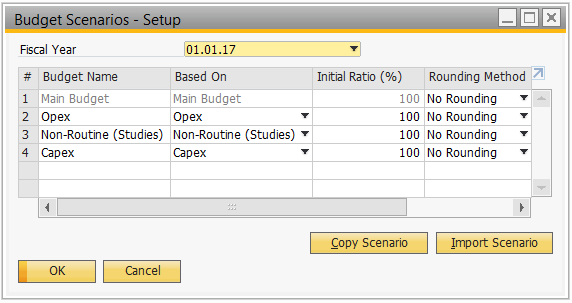 Budget Scenarios - Setup
Fiscal Year 01.01.17
# Budget Name Based On Initial Ratio (%) Rounding Method
1 Main Budget Main Budget 100 No Rounding
2 Opex Opex 100 No Rounding
3 Non-Routine (Studies) Non-Routine (Studies) 100 No Rounding
4 Capex Capex 100 No Rounding
Copy Scenario Import Scenario
OK Cancel